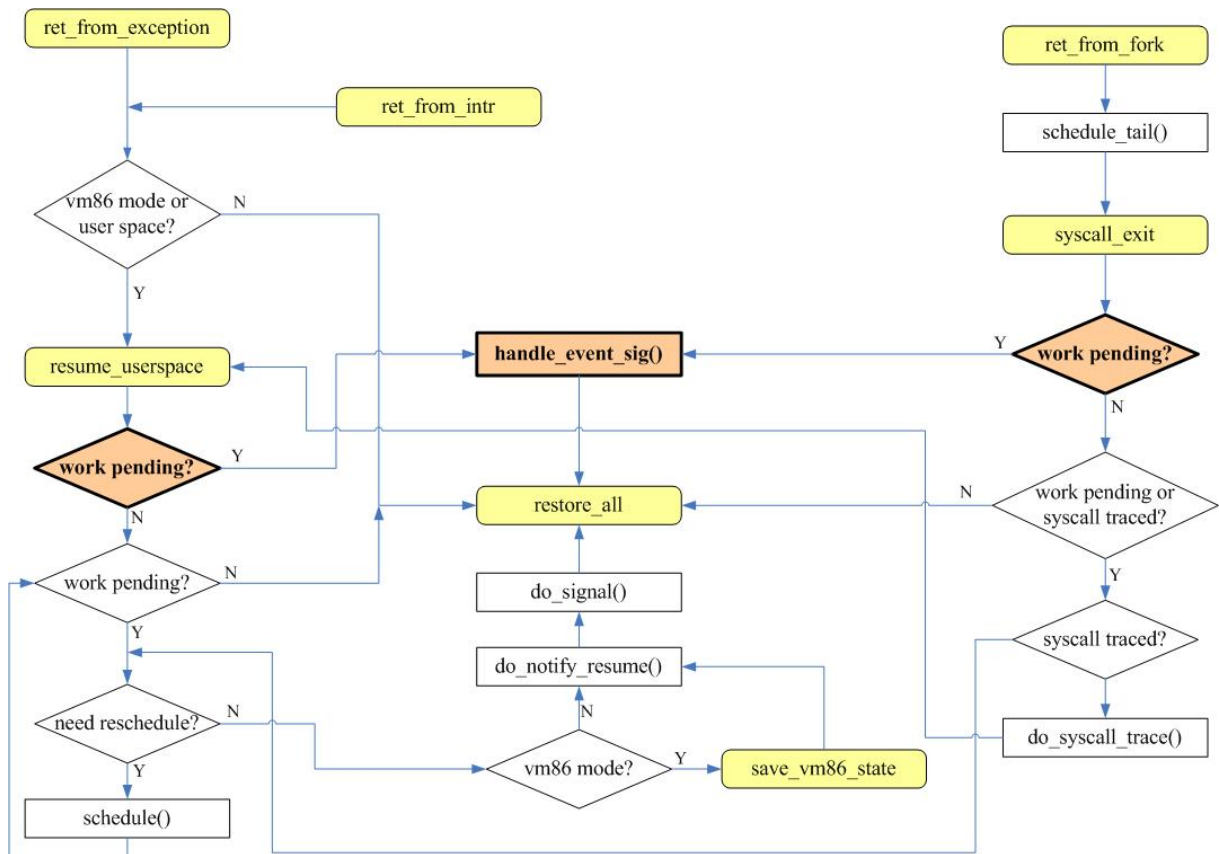 ret_from_exception
ret_from_fork
ret_from_intr
schedule_tail()
vm86 mode or
user space?
N
syscall_exit
Y
handle_event_sig()
Y
work pending?
resume_userspace
N
work pending?
Y
N
restore_all
N
work pending or
syscall traced?
work pending?
N
do_signal()
Y
Y
syscall traced?
do_notify_resume()
need reschedule?
N
N
do_syscall_trace()
vm86 mode?
Y
save_vm86_state
Y
schedule()